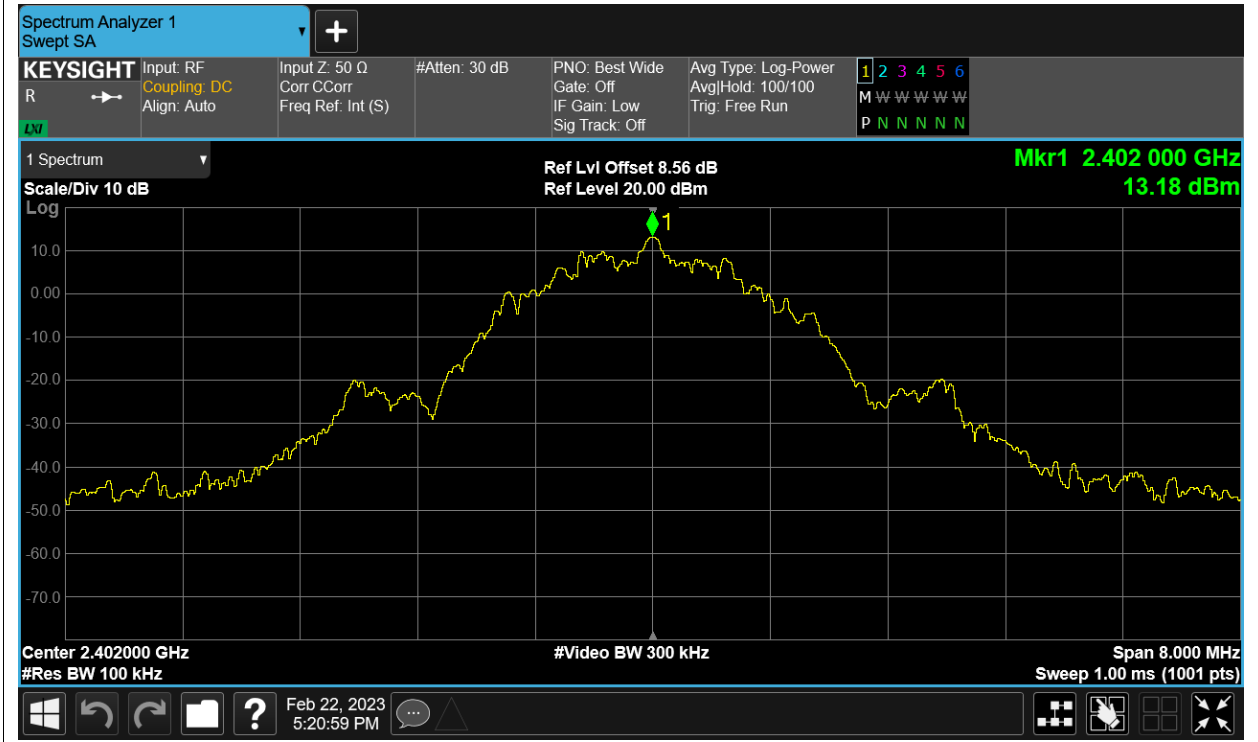 Spectrum Analyzer 1
Swept SA
+
KEYSIGHT
R
LXI
Input: RF
Coupling: DC
Align: Auto
Input Z: 50 Ω
Corr CCorr
Freq Ref: Int (S)
#Atten: 30 dB
PNO: Best Wide
Gate: Off
IF Gain: Low
Sig Track: Off
Avg Type: Log-Power
Avg|Hold: 100/100
Trig: Free Run
1 2 3 4 5 6
M W W W W W
P N N N N N
1 Spectrum
Scale/Div 10 dB
Log
Ref Lvl Offset 8.56 dB
Ref Level 20.00 dBm
Mkr1 2.402 000 GHz
13.18 dBm
1
10.0
0.00
-10.0
-20.0
-30.0
-40.0
-50.0
-60.0
-70.0
Center 2.402000 GHz
#Res BW 100 kHz
#Video BW 300 kHz
Span 8.000 MHz
Sweep 1.00 ms (1001 pts)
?
Feb 22, 2023
5:20:59 PM